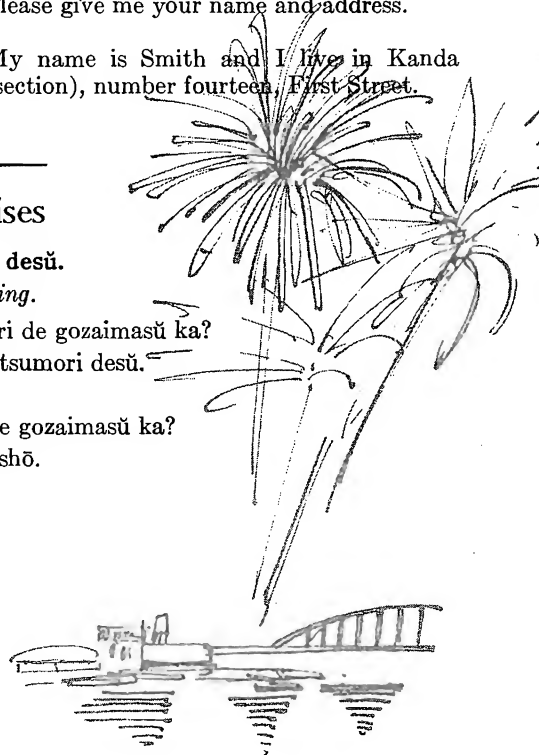 lease give me your name and address.
My name is Smith and I live in Kanda
section), number fourteen, First Street.
ises
desŭ.
ing.
ri de gozaimasŭ ka?
tsumori desŭ.
e gozaimasŭ ka?
shō.